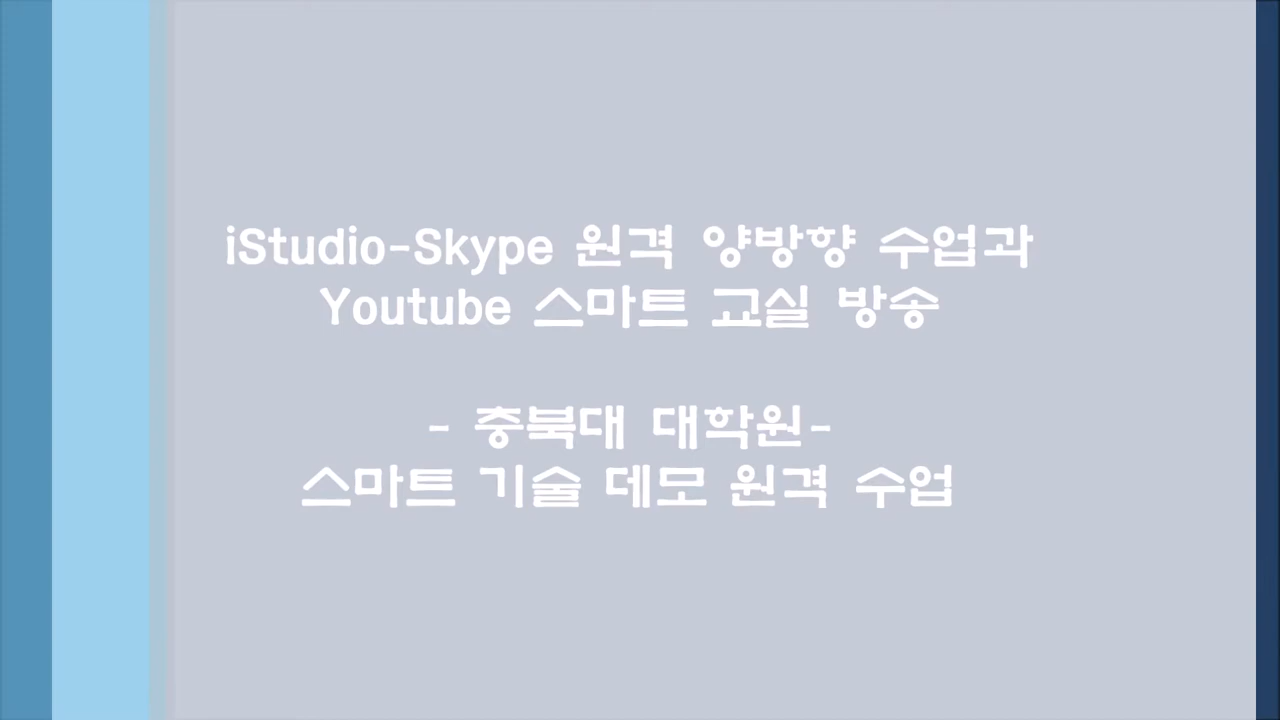 iStudio-Skype 원격 양방향 수업과
Youtube 스마트 교실 방송
- 충북대 대학원-
스마트 기술 데모 원격 수업